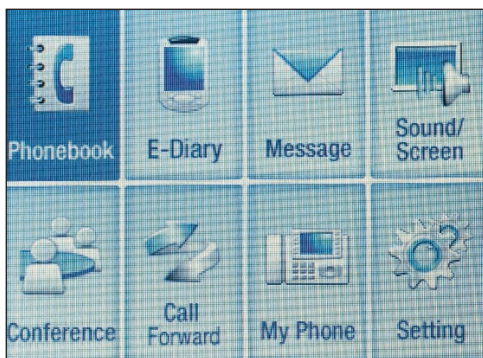 Phonebook
E-Diary
Message
Sound/
Screen
Conference
Call
Forward
My Phone
Setting